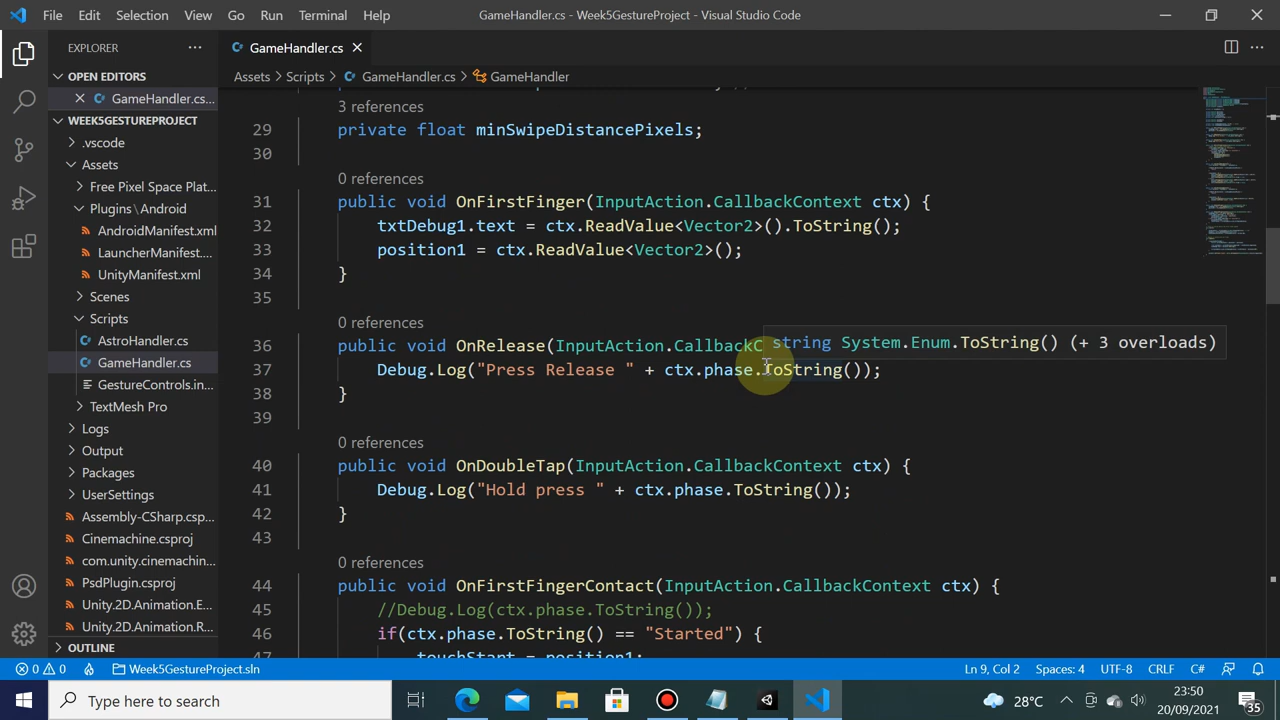 File Edit Selection View Go Run Terminal Help
GameHandler.cs - Week5GestureProject - Visual Studio Code
EXPLORER
OPEN EDITORS
GameHandler.cs...
WEEK5GESTUREPROJECT
.vscode
Assets
Free Pixel Space Plat...
Plugins\Android
AndroidManifest.xml
LauncherManifest....
UnityManifest.xml
Scenes
Scripts
AstroHandler.cs
GameHandler.cs
GestureControls.in...
TextMesh Pro
Logs
Output
Packages
UserSettings
Assembly-CSharp.csp...
Cinemachine.csproj
com.unity.cinemachin...
PsdPlugin.csproj
Unity.2D.Animation.E...
Unity.2D.Animation.R...
OUTLINE
GameHandler.cs
Assets > Scripts > GameHandler.cs > GameHandler
3 references
29 private float minSwipeDistancePixels;
30
0 references
31 public void OnFirstFinger(InputAction.CallbackContext ctx) {
32 txtDebug1.text = ctx.ReadValue<Vector2>().ToString();
33 position1 = ctx.ReadValue<Vector2>();
34 }
35
0 references
string System.Enum.ToString() (+ 3 overloads)
36 public void OnRelease(InputAction.CallbackC
37 Debug.Log("Press Release " + ctx.phase.ToString());
38 }
39
0 references
40 public void OnDoubleTap(InputAction.CallbackContext ctx) {
41 Debug.Log("Hold press " + ctx.phase.ToString());
42 }
43
0 references
44 public void OnFirstFingerContact(InputAction.CallbackContext ctx) {
45 //Debug.Log(ctx.phase.ToString());
46 if(ctx.phase.ToString() == "Started") {
47 touchStart = position1;
0 0 Week5GestureProject.sln
Ln 9, Col 2 Spaces: 4 UTF-8 CRLF C#
Type here to search
28°C
23:50
20/09/2021
35